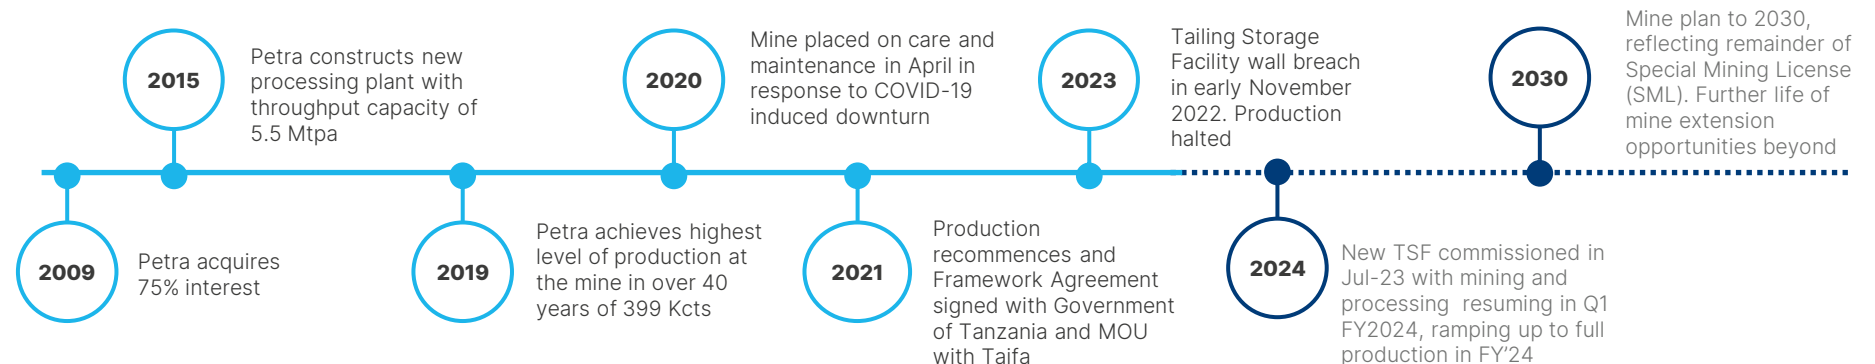 2009
Petra acquires
75% interest
2015
Petra constructs new
processing plant with
throughput capacity of
5.5 Mtpa
2019
Petra achieves highest
level of production at
the mine in over 40
years of 399 Kcts
2020
Mine placed on care and
maintenance in April in
response to COVID-19
induced downturn
2021
Production
recommences and
Framework Agreement
signed with Government
of Tanzania and MOU
with Taifa
2023
Tailing Storage
Facility wall breach
in early November
2022. Production
halted
2024
New TSF commissioned in
Jul-23 with mining and
processing  resuming in Q1
FY2024, ramping up to full
production in FY'24
2030
Mine plan to 2030,
reflecting remainder of
Special Mining License
(SML). Further life of
mine extension
opportunities beyond